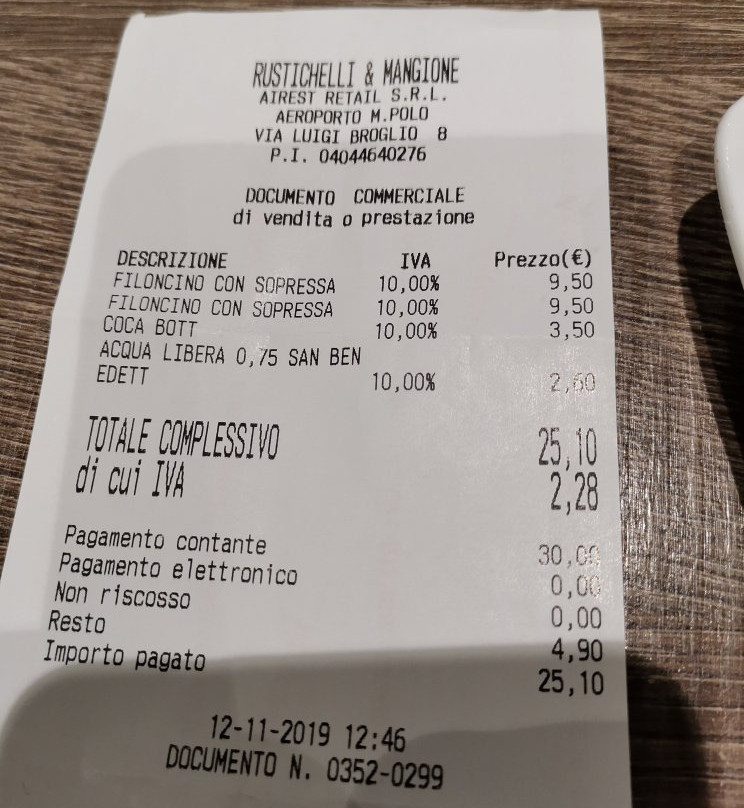 RUSTICHELLI & MANGIONE
AIREST RETAIL S.R.L.
AEROPORTO M.POLO
VIA LUIGI BROGLIO 8
P.I. 04044640276
DOCUMENTO COMMERCIALE
di vendita o prestazione
DESCRIZIONE IVA Prezzo(€)
FILONCINO CON SOPRESSA 10,00% 9,50
FILONCINO CON SOPRESSA 10,00% 9,50
COCA BOTT 10,00% 3,50
ACQUA LIBERA 0,75 SAN BEN
EDETT 10,00% 2,60
TOTALE COMPLESSIVO 25,10
di cui IVA 2,28
Pagamento contante 30,00
Pagamento elettronico 0,00
Non riscosso 0,00
Resto 4,90
Importo pagato 25,10
12-11-2019 12:46
DOCUMENTO N. 0352-0299